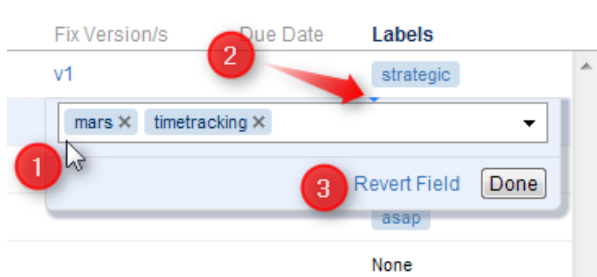 Fix Version/s Due Date Labels
2
v1 strategic
mars × timetracking ×
1
3 Revert Field Done
asap
None